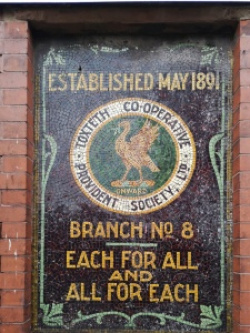 ESTABLISHED MAY 1891
TOXTETH CO-OPERATIVE
PROVIDENT SOCIETY, LTD
ONWARD
BRANCH No 8
EACH FOR ALL
AND
ALL FOR EACH